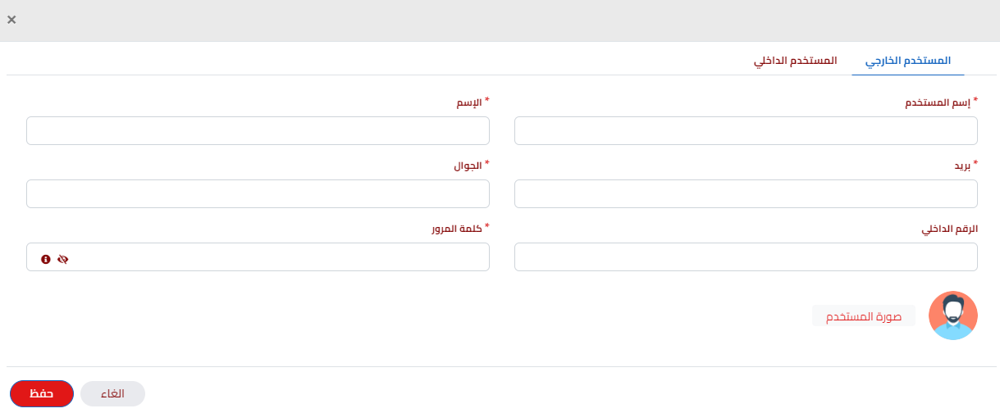 ×
المستخدم الخارجي
المستخدم الداخلي
* إسم المستخدم
* الإسم
* بريد
* الجوال
الرقم الداخلي
* كلمة المرور
صورة المستخدم
الغاء
حفظ